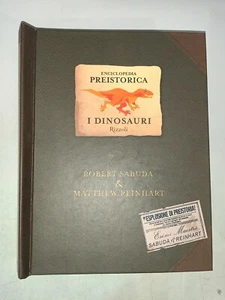 ENCICLOPEDIA
PREISTORICA
I DINOSAURI
Rizzoli
ROBERT SABUDA
&
MATTHEW REINHART
ESPLOSIONE DI PREISTORIA!
SABUDA & REINHART